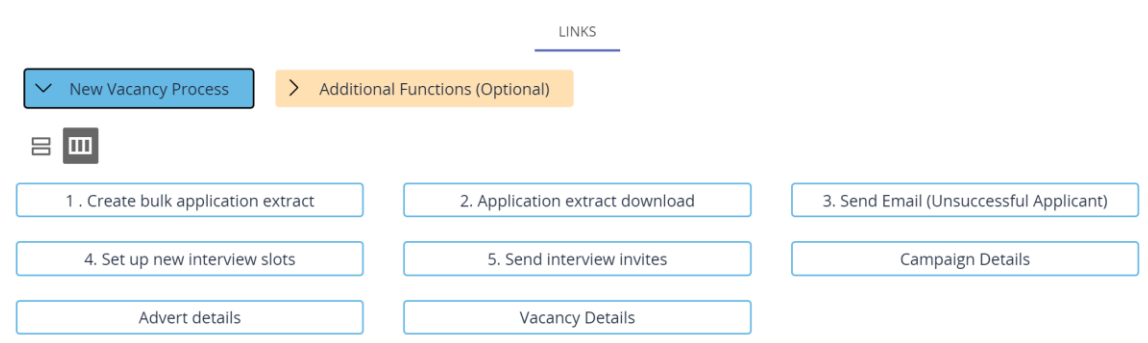 LINKS
New Vacancy Process
Additional Functions (Optional)
1 . Create bulk application extract
2. Application extract download
3. Send Email (Unsuccessful Applicant)
4. Set up new interview slots
5. Send interview invites
Campaign Details
Advert details
Vacancy Details